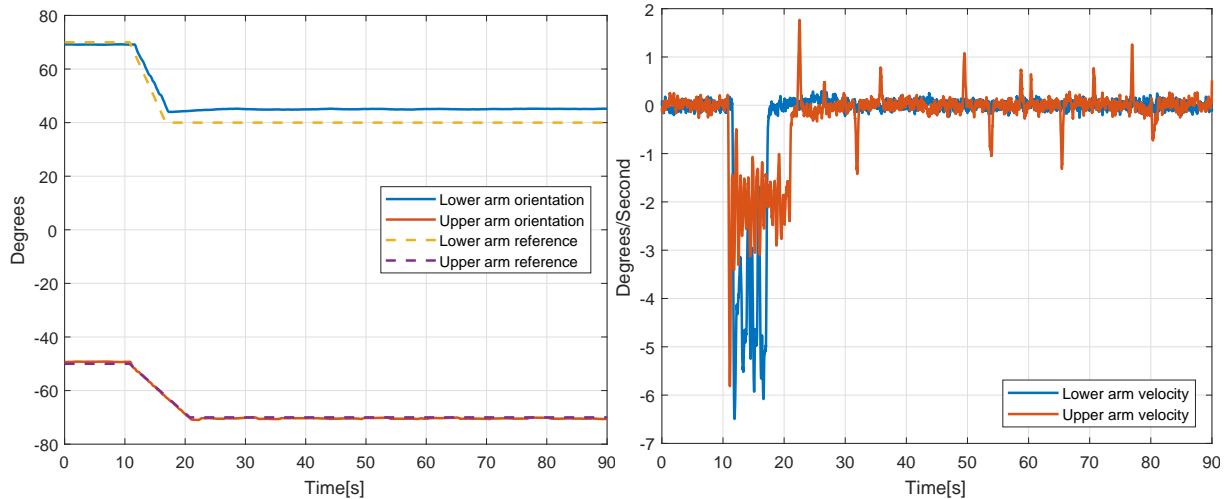 80
60
40
20
0
-20
-40
-60
-80
Degrees
0 10 20 30 40 50 60 70 80 90
Time[s]
Lower arm orientation
Upper arm orientation
Lower arm reference
Upper arm reference
2
1
0
-1
-2
-3
-4
-5
-6
-7
Degrees/Second
0 10 20 30 40 50 60 70 80 90
Time[s]
Lower arm velocity
Upper arm velocity